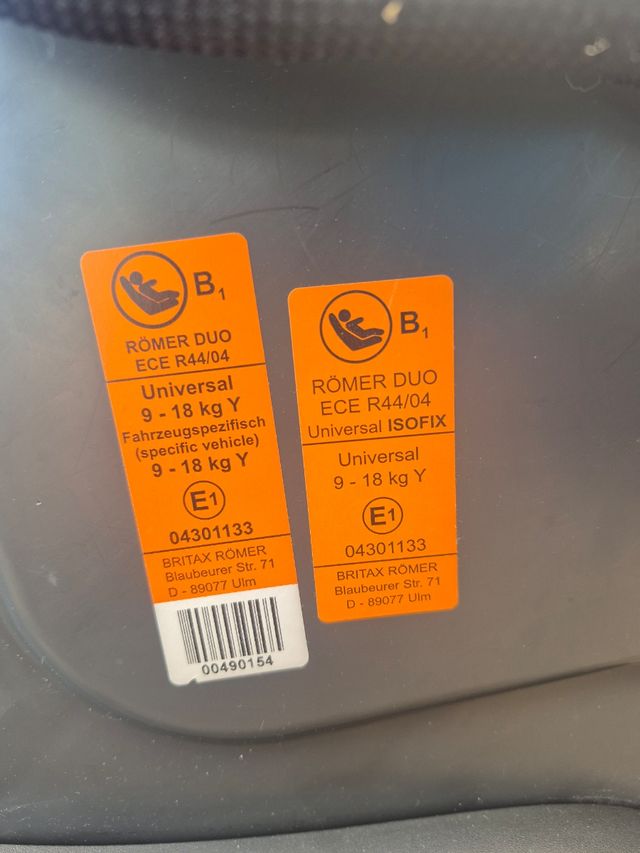 B1
RÖMER DUO
ECE R44/04
Universal
9 - 18 kg Y
Fahrzeugspezifisch
(specific vehicle)
9 - 18 kg Y
E1
04301133
BRITAX RÖMER
Blaubeurer Str. 71
D - 89077 Ulm
00490154
B1
RÖMER DUO
ECE R44/04
Universal ISOFIX
Universal
9 - 18 kg Y
E1
04301133
BRITAX RÖMER
Blaubeurer Str. 71
D - 89077 Ulm